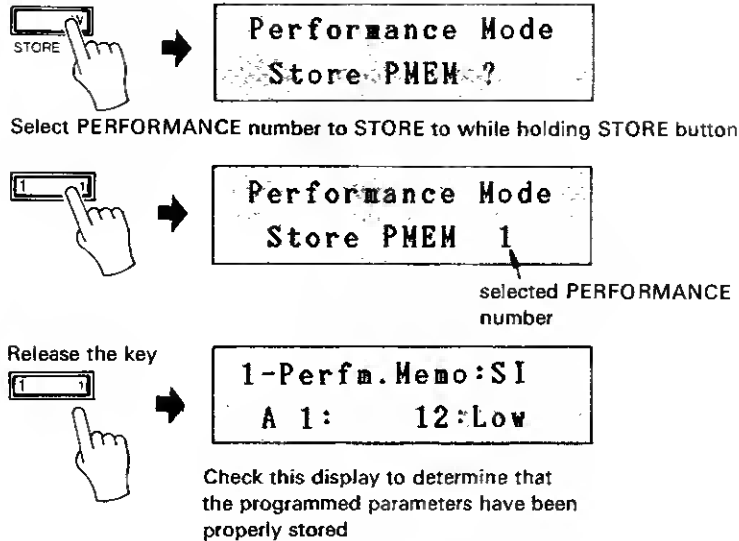 STORE
Performance Mode
Store PMEM ?
Select PERFORMANCE number to STORE to while holding STORE button
1 1
Performance Mode
Store PMEM 1
selected PERFORMANCE
number
Release the key
1 1
1-Perfm.Memo:SI
A 1: 12:Low
Check this display to determine that
the programmed parameters have been
properly stored